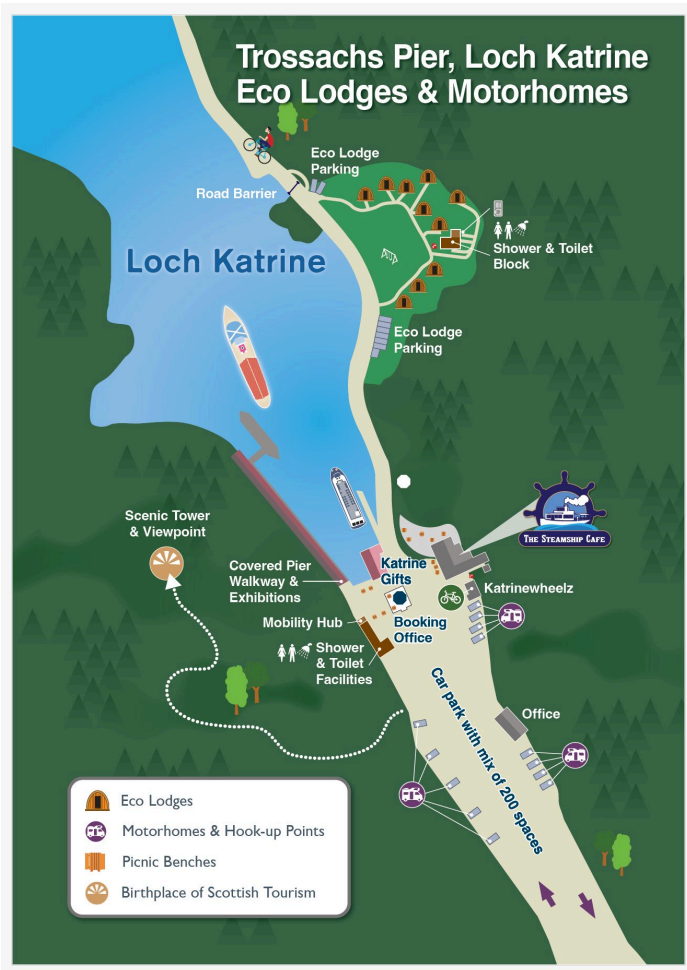 Trossachs Pier, Loch Katrine
Eco Lodges & Motorhomes
Eco Lodge
Parking
Road Barrier
Shower & Toilet
Block
Loch Katrine
Eco Lodge
Parking
Scenic Tower
& Viewpoint
THE STEAMSHIP CAFE
Covered Pier
Walkway &
Exhibitions
Katrine
Gifts
Katrinewheelz
Mobility Hub
Booking
Office
Shower
& Toilet
Facilities
Car park with mix of 200 spaces
Office
Eco Lodges
Motorhomes & Hook-up Points
Picnic Benches
Birthplace of Scottish Tourism